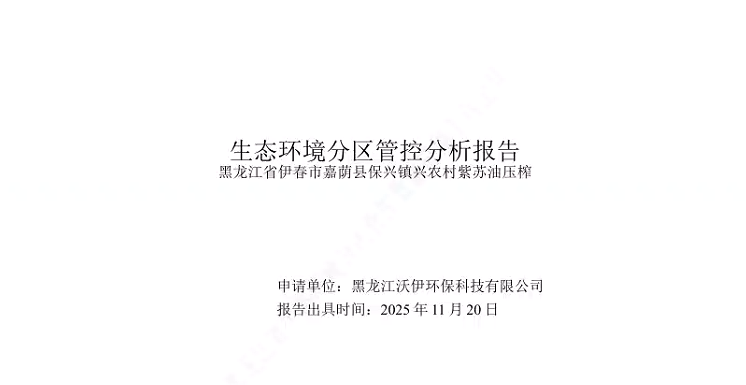 生态环境分区管控分析报告
黑龙江省伊春市嘉荫县保兴镇兴农村紫苏油压榨
申请单位：黑龙江沃伊环保科技有限公司
报告出具时间：2025 年 11 月 20 日